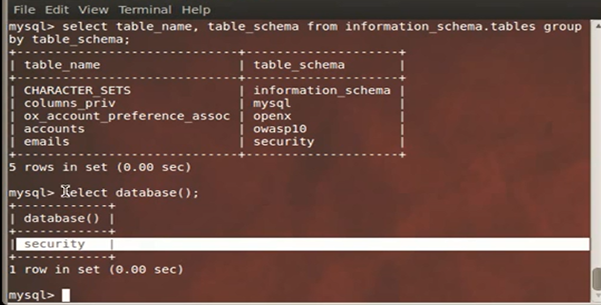 File Edit View Terminal Help
mysql> select table_name, table_schema from information_schema.tables group
by table_schema;
+----------------------------+--------------------+
| table_name                 | table_schema       |
+----------------------------+--------------------+
| CHARACTER_SETS             | information_schema |
| columns_priv               | mysql              |
| ox_account_preference_assoc | openx              |
| accounts                   | owasp10            |
| emails                     | security           |
+----------------------------+--------------------+
5 rows in set (0.00 sec)
mysql> select database();
+------------+
| database() |
+------------+
| security   |
+------------+
1 row in set (0.00 sec)
mysql>